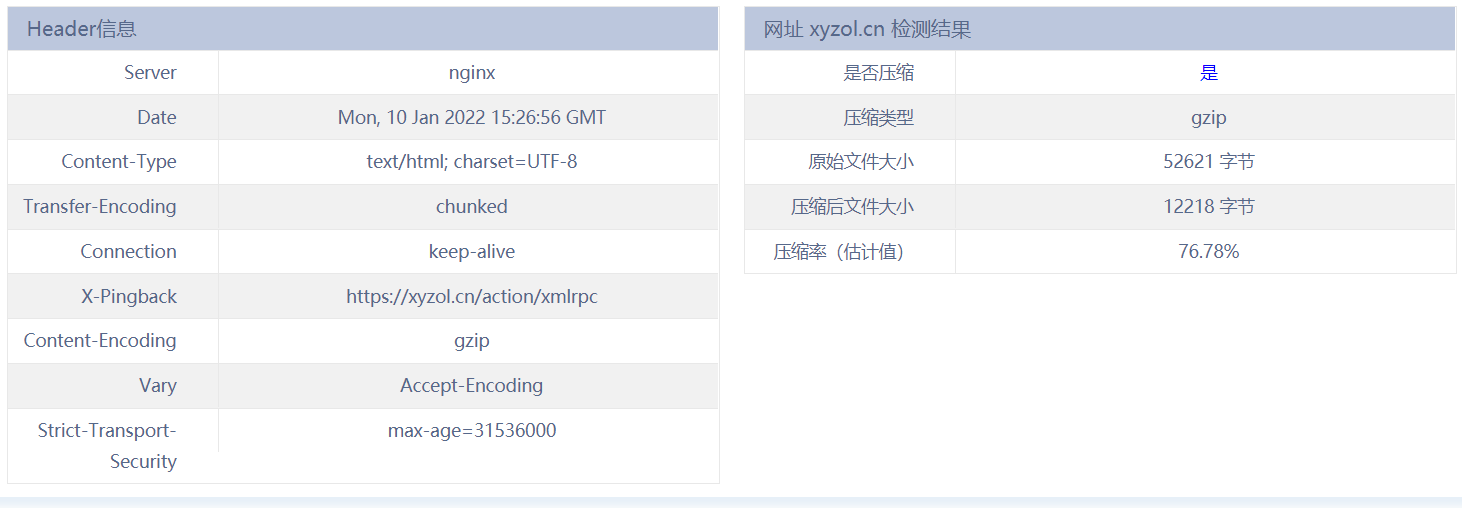 Header信息
Server nginx
Date Mon, 10 Jan 2022 15:26:56 GMT
Content-Type text/html; charset=UTF-8
Transfer-Encoding chunked
Connection keep-alive
X-Pingback https://xyzol.cn/action/xmlrpc
Content-Encoding gzip
Vary Accept-Encoding
Strict-Transport- max-age=31536000
Security
网址 xyzol.cn 检测结果
是否压缩 是
压缩类型 gzip
原始文件大小 52621 字节
压缩后文件大小 12218 字节
压缩率（估计值） 76.78%